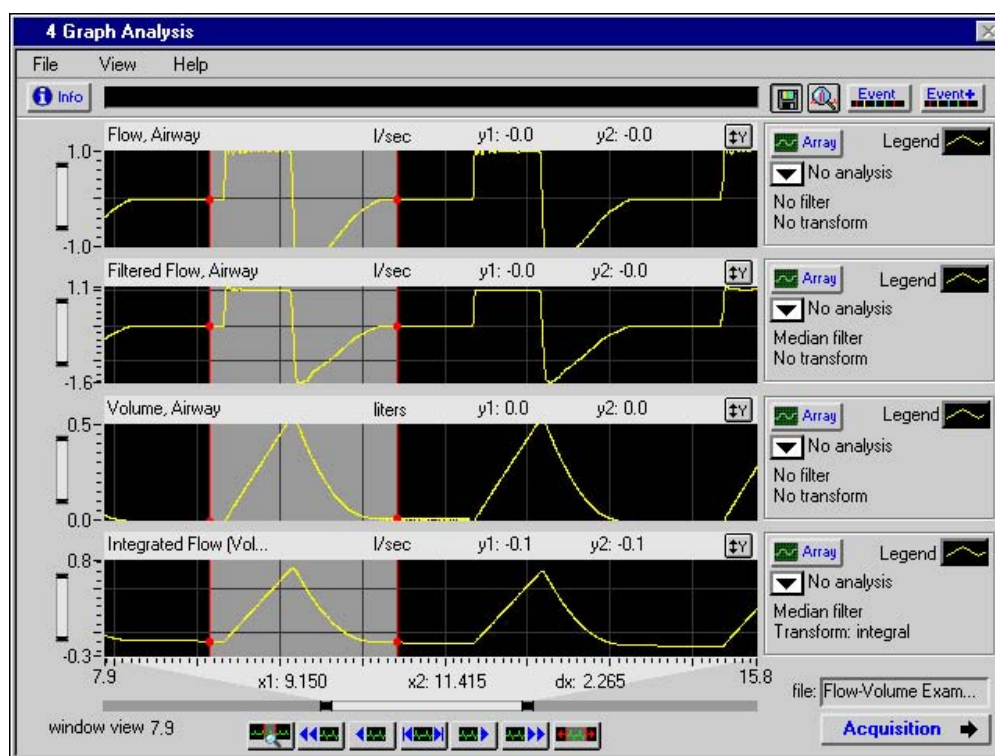 4 Graph Analysis
File View Help
Info
Event Event+
Flow, Airway l/sec y1: -0.0 y2: -0.0 Y
1.0
-1.0
Array Legend
No analysis
No filter
No transform
Filtered Flow, Airway l/sec y1: -0.0 y2: -0.0 Y
1.1
-1.6
Array Legend
No analysis
Median filter
No transform
Volume, Airway liters y1: 0.0 y2: 0.0 Y
0.5
0.0
Array Legend
No analysis
No filter
No transform
Integrated Flow (Vol... l/sec y1: -0.1 y2: -0.1 Y
0.8
-0.3
Array Legend
No analysis
Median filter
Transform: integral
7.9 x1: 9.150 x2: 11.415 dx: 2.265 15.8
file: Flow-Volume Exam...
window view 7.9
Acquisition